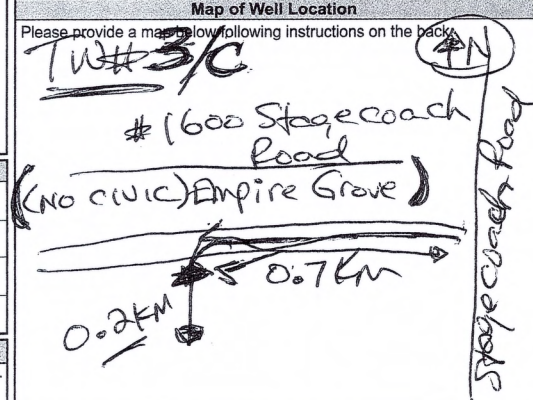 Map of Well Location
Please provide a map below following instructions on the back.
TW# 3/C
N
#1600 Stagecoach
Road
(NO CIVIC) Empire Grove)
0.7KM
0.2KM
Stagecoach Road